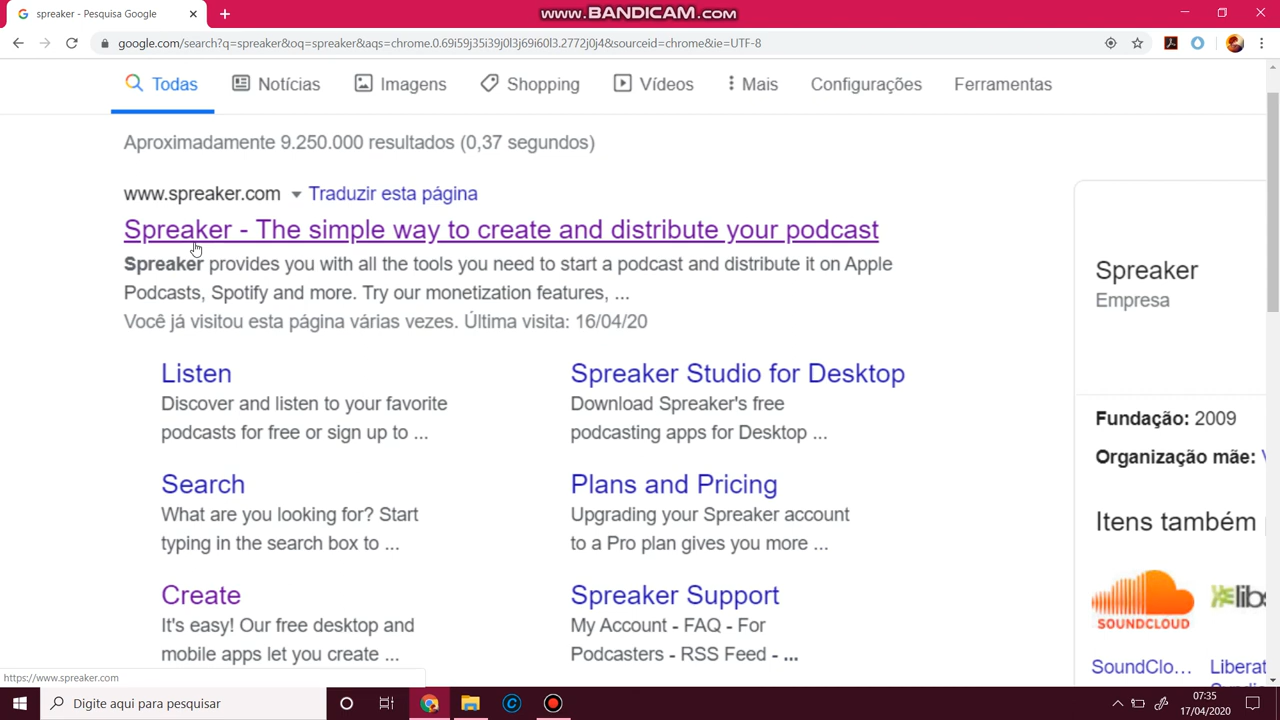 spreaker - Pesquisa Google
www.BANDICAM.com
google.com/search?q=spreaker&oq=spreaker&aqs=chrome.0.69i59j35i39j0l3j69i60l3.2772j0j4&sourceid=chrome&ie=UTF-8
Todas Notícias Imagens Shopping Vídeos Mais Configurações Ferramentas
Aproximadamente 9.250.000 resultados (0,37 segundos)
www.spreaker.com Traduzir esta página
Spreaker - The simple way to create and distribute your podcast
Spreaker provides you with all the tools you need to start a podcast and distribute it on Apple
Podcasts, Spotify and more. Try our monetization features, ...
Você já visitou esta página várias vezes. Última visita: 16/04/20
Listen
Discover and listen to your favorite
podcasts for free or sign up to ...
Spreaker Studio for Desktop
Download Spreaker's free
podcasting apps for Desktop ...
Search
What are you looking for? Start
typing in the search box to ...
Plans and Pricing
Upgrading your Spreaker account
to a Pro plan gives you more ...
Create
It's easy! Our free desktop and
mobile apps let you create ...
Spreaker Support
My Account - FAQ - For
Podcasters - RSS Feed - ...
Spreaker
Empresa
Fundação: 2009
Organização mãe:
Itens também
SOUNDCLOUD
libs
SoundClo... Liberat
https://www.spreaker.com
Digite aqui para pesquisar
07:35
17/04/2020